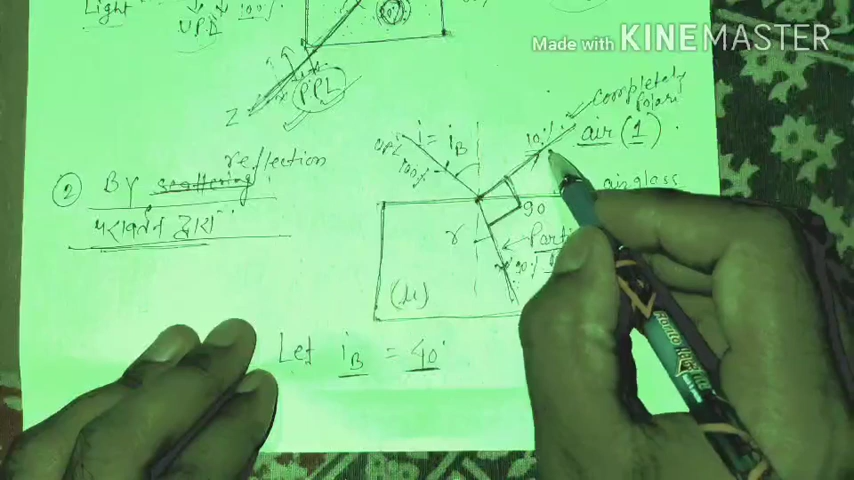 Made with KINEMASTER
Light
UPL 100%
Z PPL
② By scattering reflection
परावर्तन द्वारा
UPL
100%
i = iB
10%
completely
Polari
air (1)
air glass
90
r
Parti
90%
(μ)
Let iB = 40°